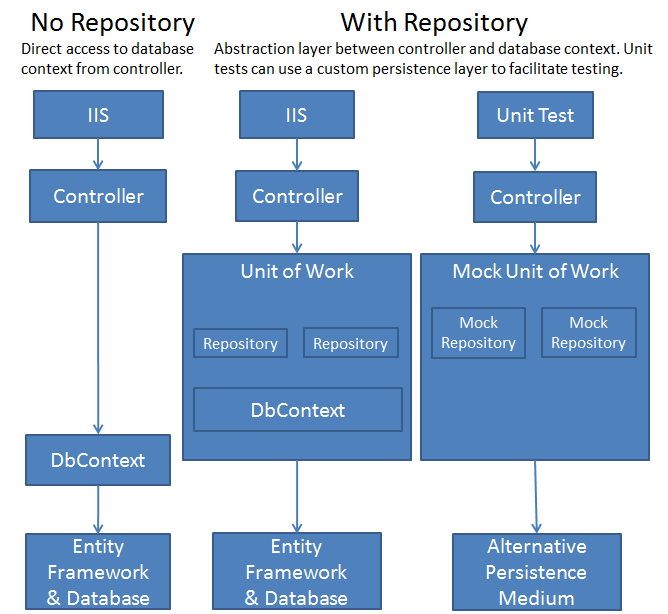 No Repository
Direct access to database
context from controller.
IIS
Controller
DbContext
Entity
Framework
& Database
With Repository
Abstraction layer between controller and database context. Unit
tests can use a custom persistence layer to facilitate testing.
IIS
Controller
Unit of Work
Repository
Repository
DbContext
Entity
Framework
& Database
Unit Test
Controller
Mock Unit of Work
Mock
Repository
Mock
Repository
Alternative
Persistence
Medium